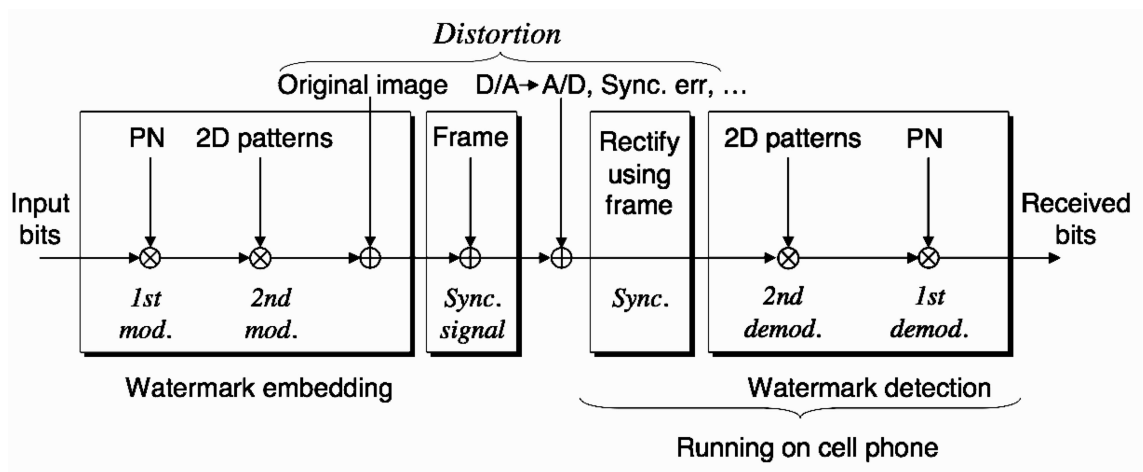 Distortion
Original image D/A→A/D, Sync. err, ...
PN 2D patterns
Frame
Rectify
using
frame
2D patterns PN
Input
bits
Received
bits
1st
mod.
2nd
mod.
Sync.
signal
Sync.
2nd
demod.
1st
demod.
Watermark embedding
Watermark detection
Running on cell phone